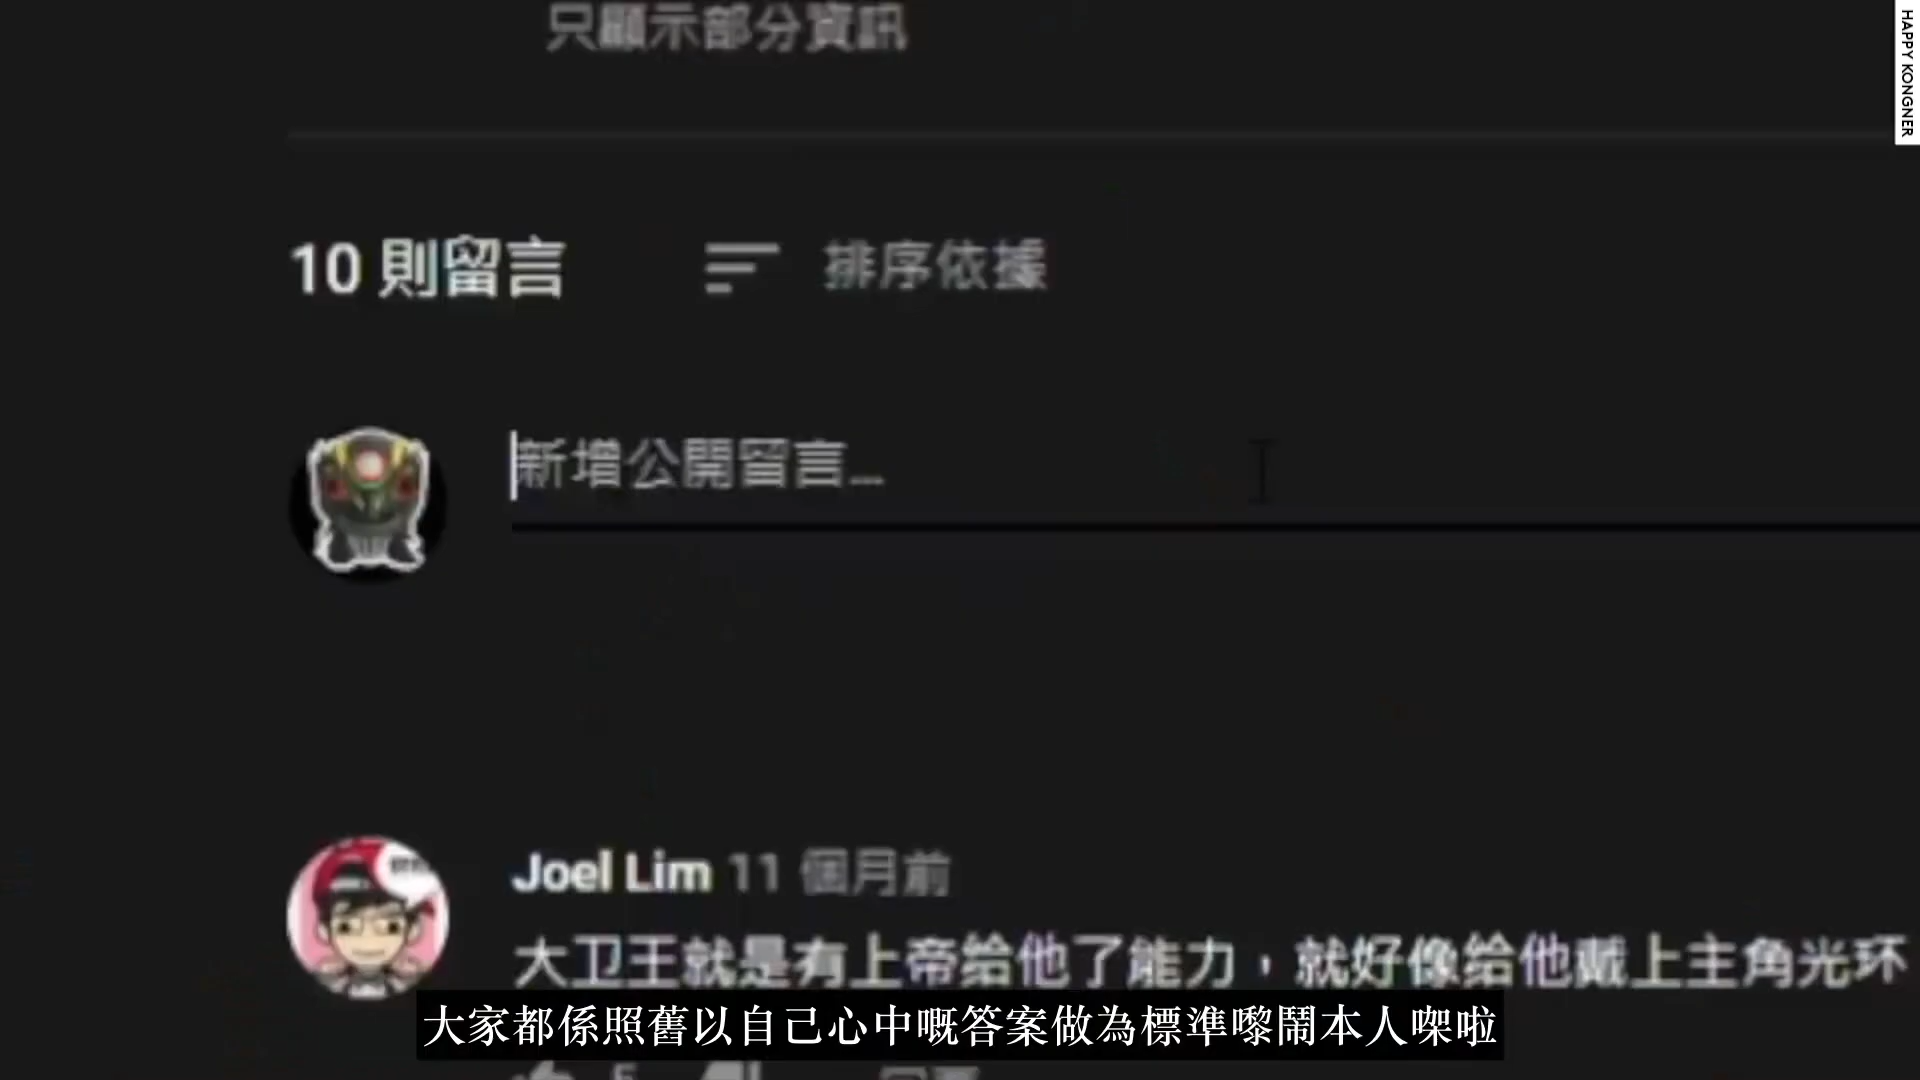 只顯示部分資訊
HAPPY KONGNER
10 則留言 排序依據
新增公開留言...
Joel Lim 11 個月前
大卫王就是有上帝给他了能力，就好像给他戴上主角光环
大家都係照舊以自己心中嘅答案做為標準嚟鬧本人㗎啦